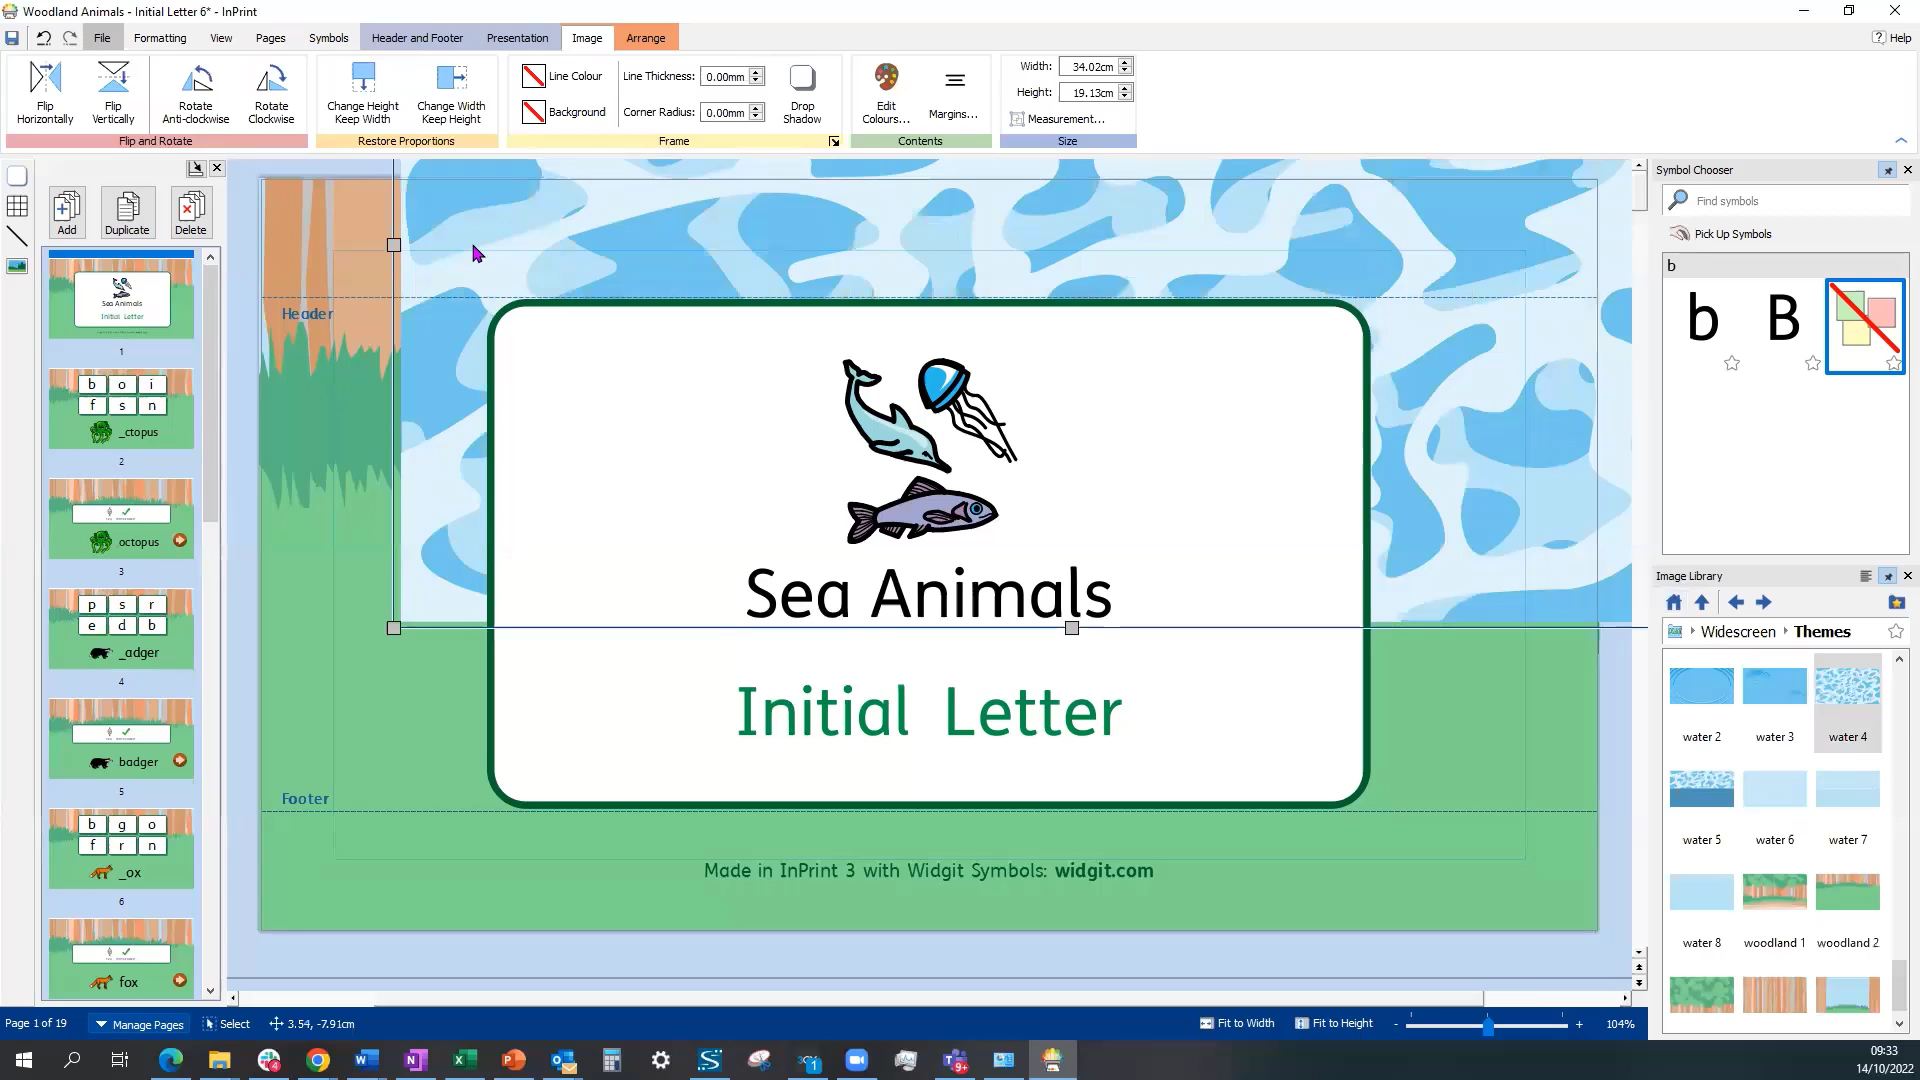 Woodland Animals - Initial Letter 6* - InPrint
File Formatting View Pages Symbols Header and Footer Presentation Image Arrange Help
Flip Horizontally
Flip Vertically
Rotate Anti-clockwise
Rotate Clockwise
Flip and Rotate
Change Height Keep Width
Change Width Keep Height
Restore Proportions
Line Colour
Background
Line Thickness: 0.00mm
Corner Radius: 0.00mm
Drop Shadow
Frame
Edit Colours...
Margins...
Contents
Width: 34.02cm
Height: 19.13cm
Measurement...
Size
Add Duplicate Delete
Sea Animals
Initial Letter
1
b o i
f s n
_ctopus
2
octopus
3
p s r
e d b
_adger
4
badger
5
b g o
f r n
_ox
6
fox
Header
Sea Animals
Initial Letter
Footer
Made in InPrint 3 with Widgit Symbols: widgit.com
Symbol Chooser
Find symbols
Pick Up Symbols
b
b B
Image Library
Widescreen Themes
water 2 water 3 water 4
water 5 water 6 water 7
water 8 woodland 1 woodland 2
Page 1 of 19 Manage Pages Select 3.54, -7.91cm Fit to Width Fit to Height - + 104%
09:33
14/10/2022